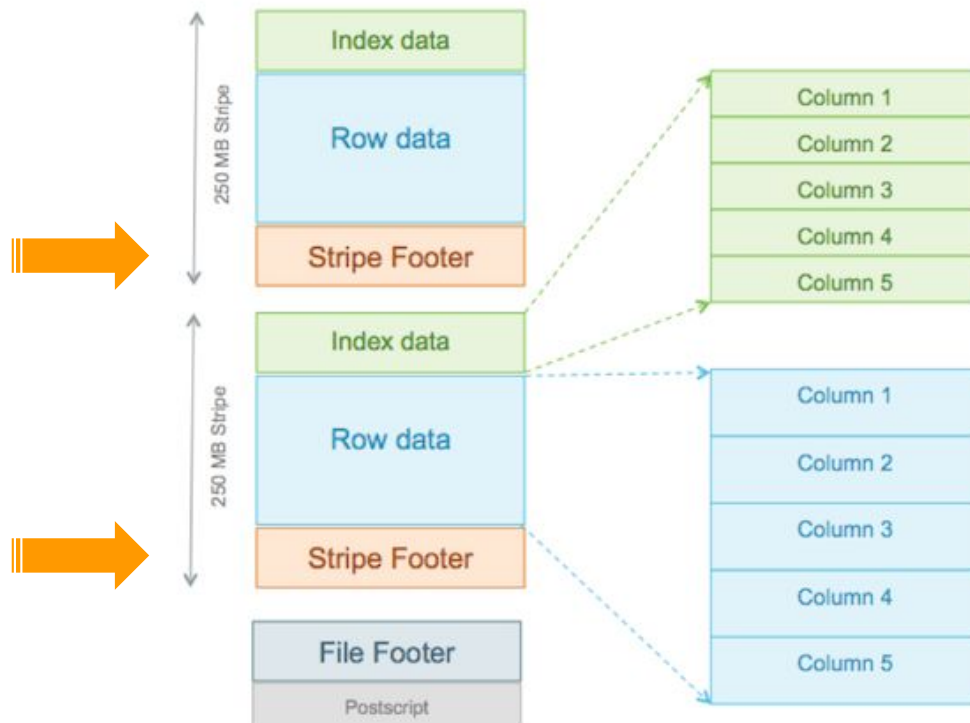 250 MB Stripe
Index data
Row data
Stripe Footer
250 MB Stripe
Index data
Row data
Stripe Footer
File Footer
Postscript
Column 1
Column 2
Column 3
Column 4
Column 5
Column 1
Column 2
Column 3
Column 4
Column 5